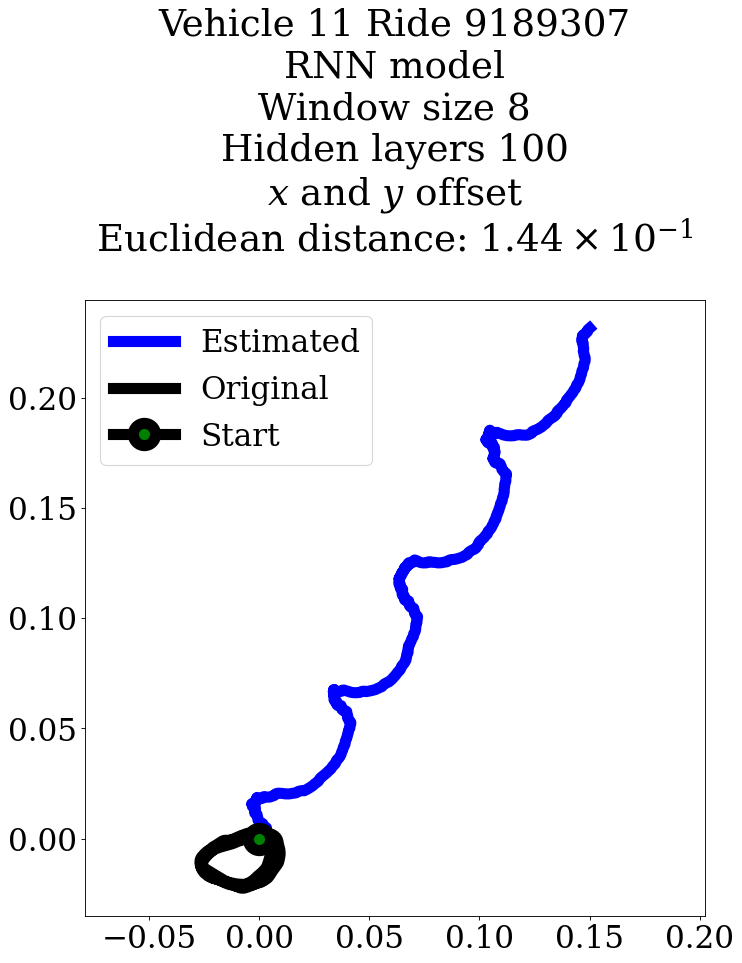 Vehicle 11 Ride 9189307
RNN model
Window size 8
Hidden layers 100
x and y offset
Euclidean distance: 1.44 × 10⁻¹
Estimated
Original
Start
0.20
0.15
0.10
0.05
0.00
−0.05 0.00 0.05 0.10 0.15 0.20